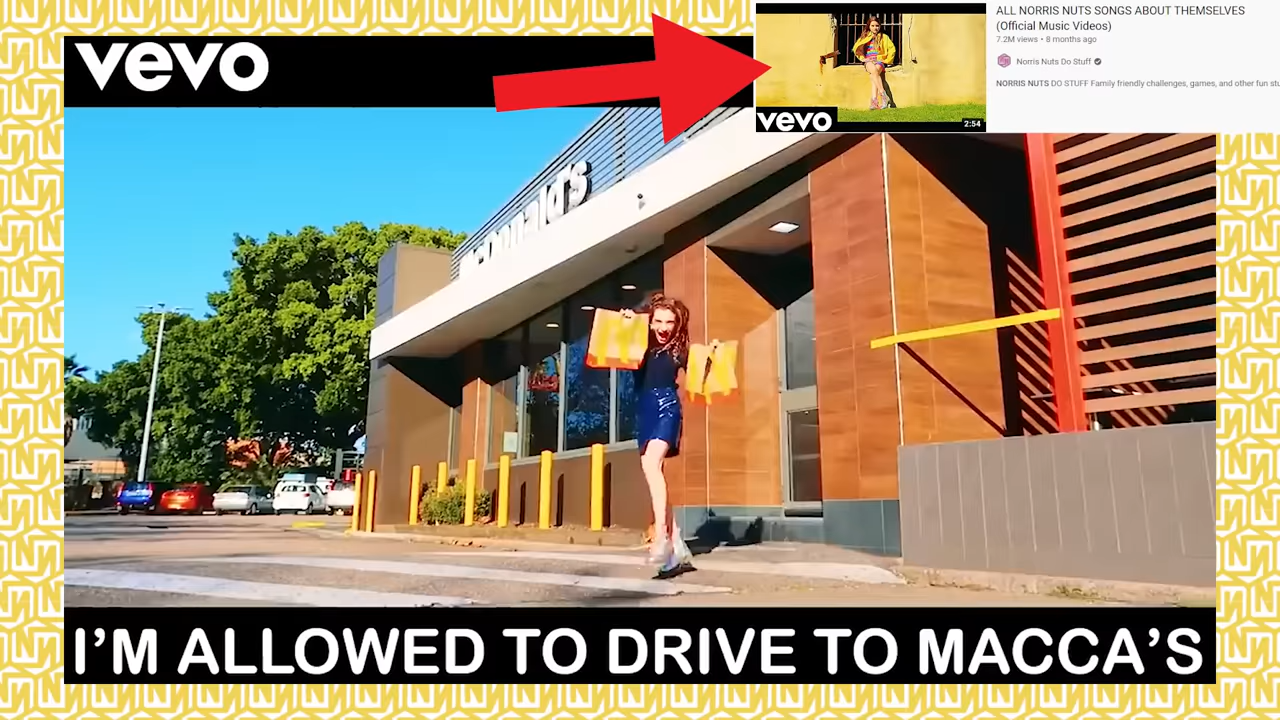 vevo
ALL NORRIS NUTS SONGS ABOUT THEMSELVES
(Official Music Videos)
7.2M views • 8 months ago
Norris Nuts Do Stuff
NORRIS NUTS DO STUFF Family friendly challenges, games, and other fun
vevo
2:54
I'M ALLOWED TO DRIVE TO MACCA'S